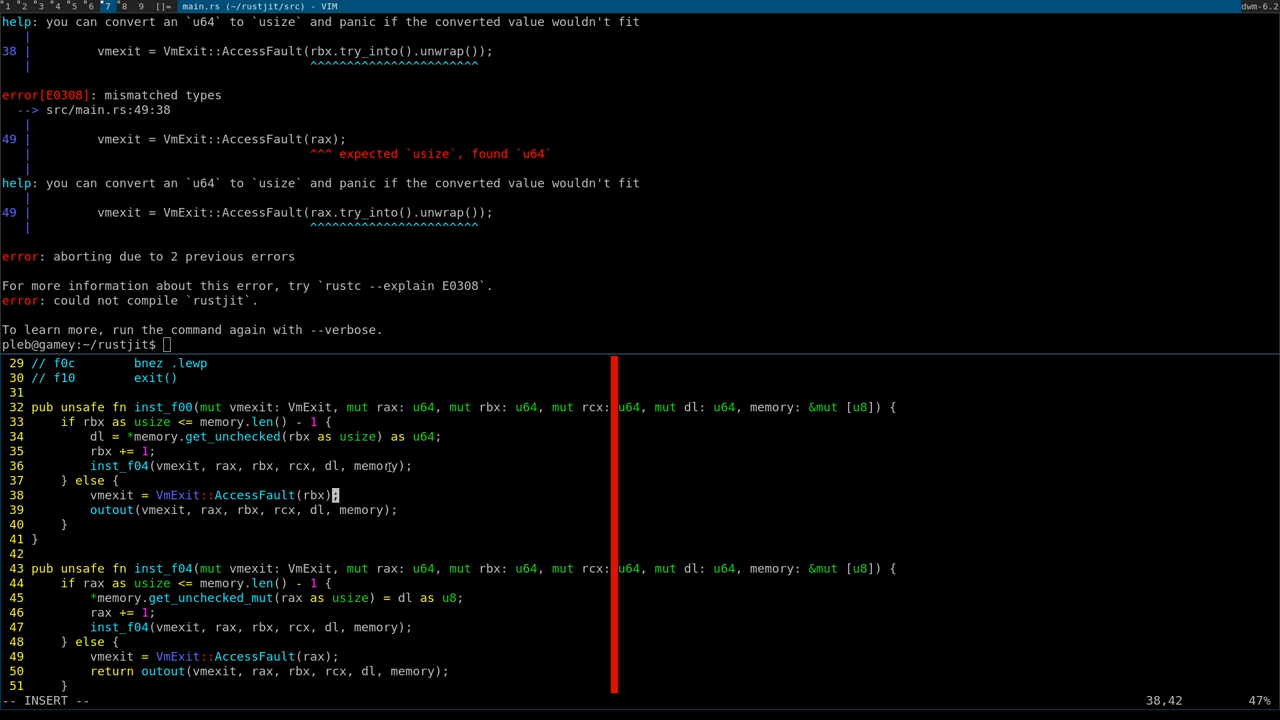 1 2 3 4 5 6 7 8 9 []= main.rs (~/rustjit/src) - VIM dwm-6.2
help: you can convert an `u64` to `usize` and panic if the converted value wouldn't fit
|
38 | vmexit = VmExit::AccessFault(rbx.try_into().unwrap());
| ^^^^^^^^^^^^^^^^^^^^^^^
error[E0308]: mismatched types
--> src/main.rs:49:38
|
49 | vmexit = VmExit::AccessFault(rax);
| ^^^ expected `usize`, found `u64`
|
help: you can convert an `u64` to `usize` and panic if the converted value wouldn't fit
|
49 | vmexit = VmExit::AccessFault(rax.try_into().unwrap());
| ^^^^^^^^^^^^^^^^^^^^^^^
error: aborting due to 2 previous errors
For more information about this error, try `rustc --explain E0308`.
error: could not compile `rustjit`.
To learn more, run the command again with --verbose.
pleb@gamey:~/rustjit$
29 // f0c bnez .lewp
30 // f10 exit()
31
32 pub unsafe fn inst_f00(mut vmexit: VmExit, mut rax: u64, mut rbx: u64, mut rcx: u64, mut dl: u64, memory: &mut [u8]) {
33 if rbx as usize <= memory.len() - 1 {
34 dl = *memory.get_unchecked(rbx as usize) as u64;
35 rbx += 1;
36 inst_f04(vmexit, rax, rbx, rcx, dl, memory);
37 } else {
38 vmexit = VmExit::AccessFault(rbx);
39 outout(vmexit, rax, rbx, rcx, dl, memory);
40 }
41 }
42
43 pub unsafe fn inst_f04(mut vmexit: VmExit, mut rax: u64, mut rbx: u64, mut rcx: u64, mut dl: u64, memory: &mut [u8]) {
44 if rax as usize <= memory.len() - 1 {
45 *memory.get_unchecked_mut(rax as usize) = dl as u8;
46 rax += 1;
47 inst_f04(vmexit, rax, rbx, rcx, dl, memory);
48 } else {
49 vmexit = VmExit::AccessFault(rax);
50 return outout(vmexit, rax, rbx, rcx, dl, memory);
51 }
-- INSERT -- 38,42 47%